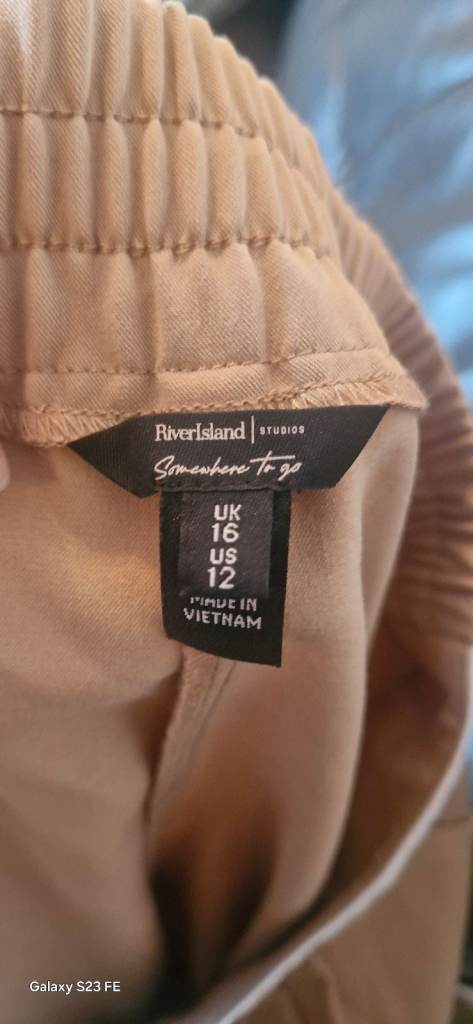 RiverIsland | STUDIOS
Somewhere to go
UK
16
US
12
MADE IN
VIETNAM
Galaxy S23 FE